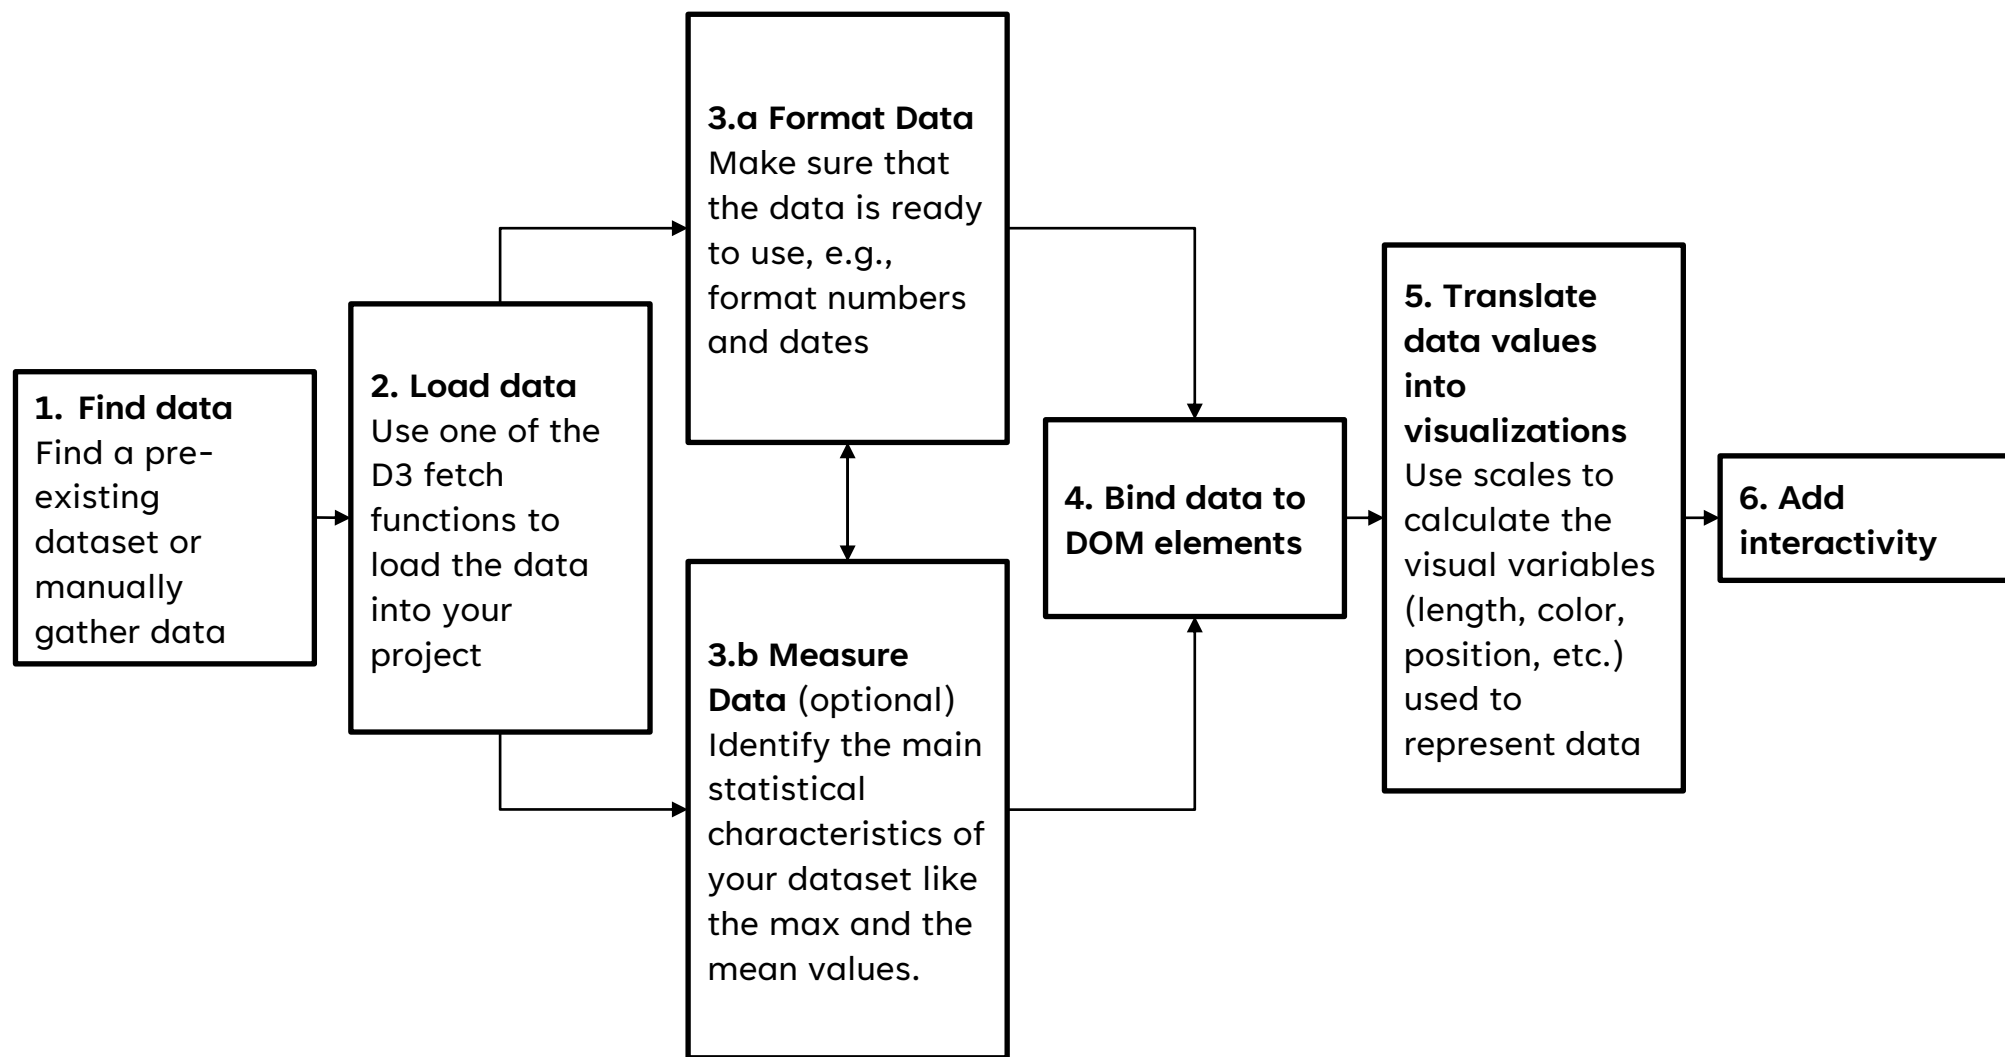 1. Find data
Find a pre-
existing
dataset or
manually
gather data
2. Load data
Use one of the
D3 fetch
functions to
load the data
into your
project
3.a Format Data
Make sure that
the data is ready
to use, e.g.,
format numbers
and dates
3.b Measure
Data (optional)
Identify the main
statistical
characteristics of
your dataset like
the max and the
mean values.
4. Bind data to
DOM elements
5. Translate
data values
into
visualizations
Use scales to
calculate the
visual variables
(length, color,
position, etc.)
used to
represent data
6. Add
interactivity